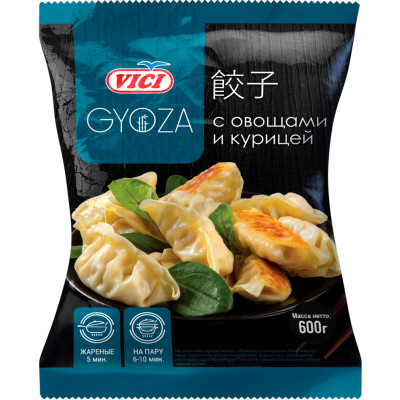 VICI
GYOZA
餃子
с овощами
и курицей
Масса нетто:
600г
ЖАРЕНЫЕ
5 мин.
НА ПАРУ
6-10 мин.